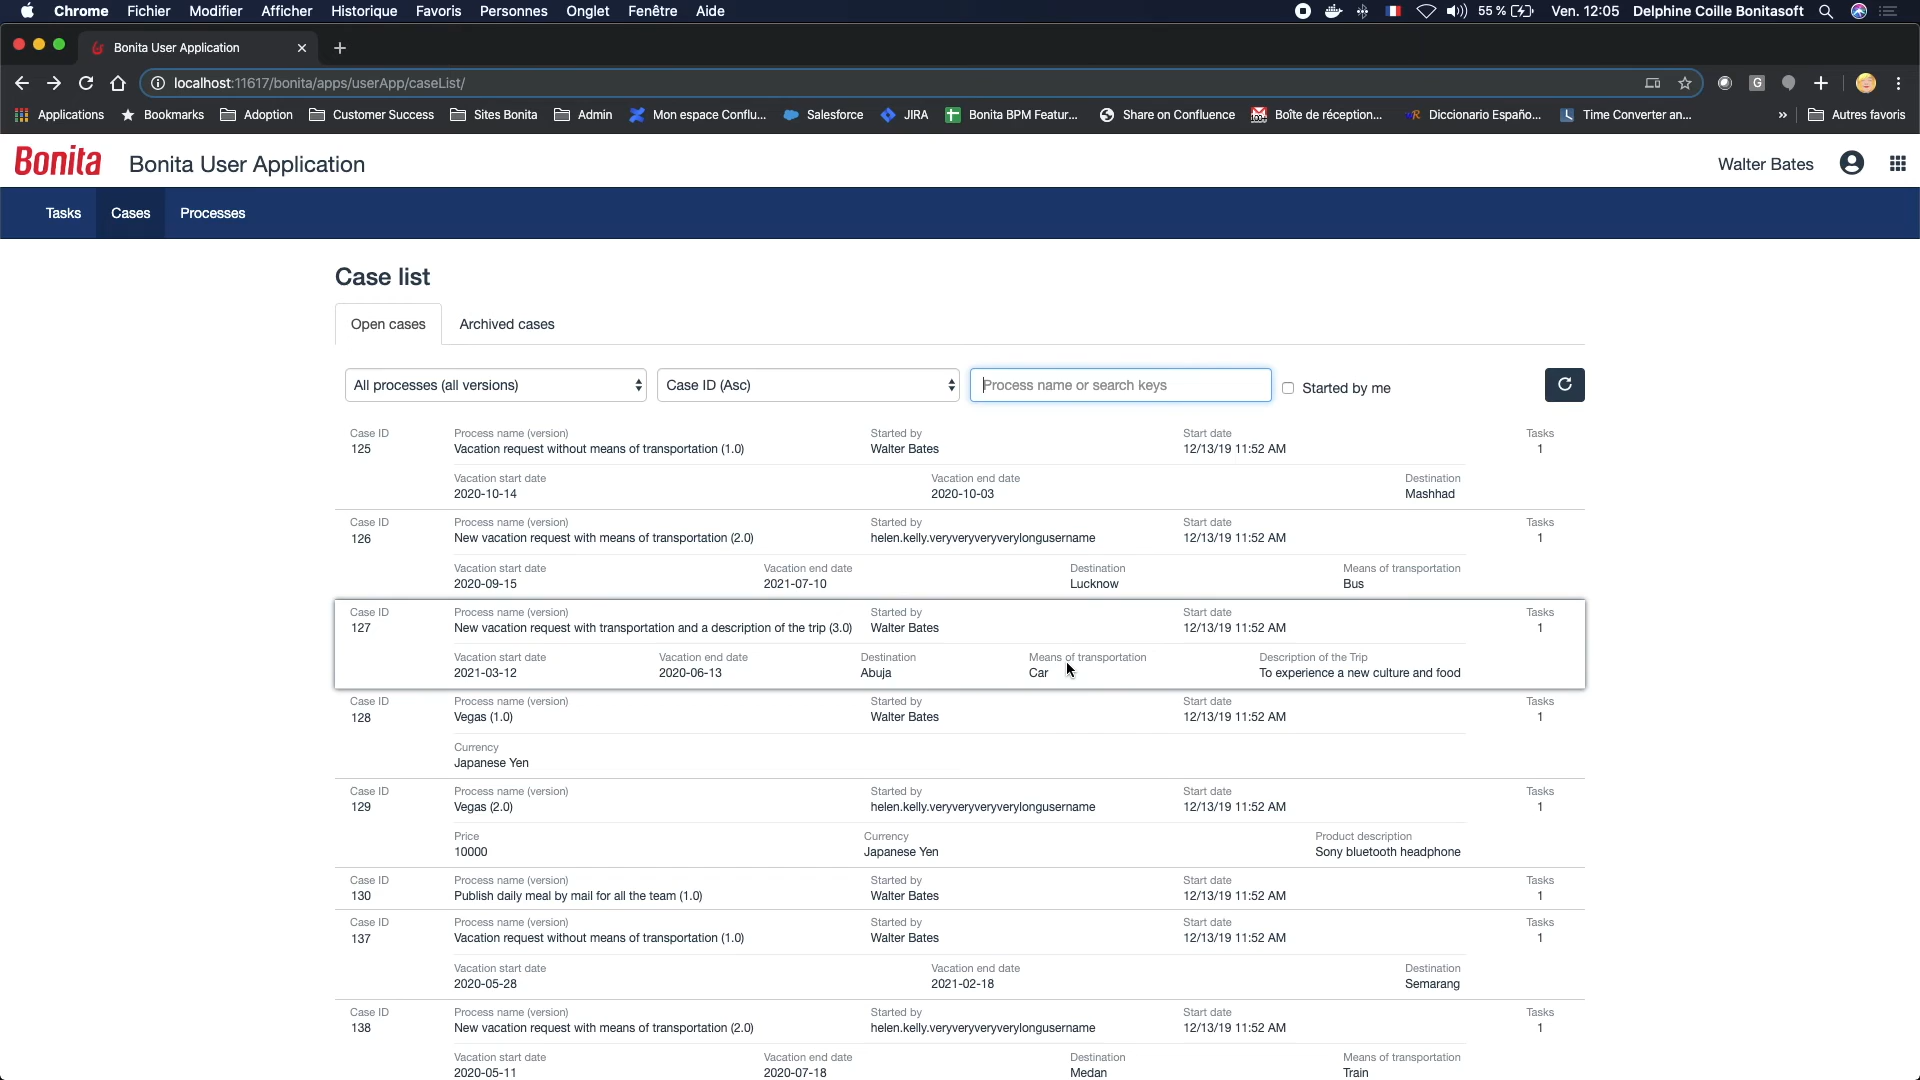 Chrome Fichier Modifier Afficher Historique Favoris Personnes Onglet Fenêtre Aide 55 % Ven. 12:05 Delphine Coille Bonitasoft
Bonita User Application
localhost:11617/bonita/apps/userApp/caseList/
Applications Bookmarks Adoption Customer Success Sites Bonita Admin Mon espace Conflu... Salesforce JIRA Bonita BPM Featur... Share on Confluence Boîte de réception... Diccionario Españo... Time Converter an... » Autres favoris
Bonita Bonita User Application Walter Bates
Tasks Cases Processes
Case list
Open cases Archived cases
All processes (all versions) Case ID (Asc) Process name or search keys Started by me
Case ID Process name (version) Started by Start date Tasks
125 Vacation request without means of transportation (1.0) Walter Bates 12/13/19 11:52 AM 1
Vacation start date Vacation end date Destination
2020-10-14 2020-10-03 Mashhad
Case ID Process name (version) Started by Start date Tasks
126 New vacation request with means of transportation (2.0) helen.kelly.veryveryveryverylongusername 12/13/19 11:52 AM 1
Vacation start date Vacation end date Destination Means of transportation
2020-09-15 2021-07-10 Lucknow Bus
Case ID Process name (version) Started by Start date Tasks
127 New vacation request with transportation and a description of the trip (3.0) Walter Bates 12/13/19 11:52 AM 1
Vacation start date Vacation end date Destination Means of transportation Description of the Trip
2021-03-12 2020-06-13 Abuja Car To experience a new culture and food
Case ID Process name (version) Started by Start date Tasks
128 Vegas (1.0) Walter Bates 12/13/19 11:52 AM 1
Currency
Japanese Yen
Case ID Process name (version) Started by Start date Tasks
129 Vegas (2.0) helen.kelly.veryveryveryverylongusername 12/13/19 11:52 AM 1
Price Currency Product description
10000 Japanese Yen Sony bluetooth headphone
Case ID Process name (version) Started by Start date Tasks
130 Publish daily meal by mail for all the team (1.0) Walter Bates 12/13/19 11:52 AM 1
Case ID Process name (version) Started by Start date Tasks
137 Vacation request without means of transportation (1.0) Walter Bates 12/13/19 11:52 AM 1
Vacation start date Vacation end date Destination
2020-05-28 2021-02-18 Semarang
Case ID Process name (version) Started by Start date Tasks
138 New vacation request with means of transportation (2.0) helen.kelly.veryveryveryverylongusername 12/13/19 11:52 AM 1
Vacation start date Vacation end date Destination Means of transportation
2020-05-11 2020-07-18 Medan Train